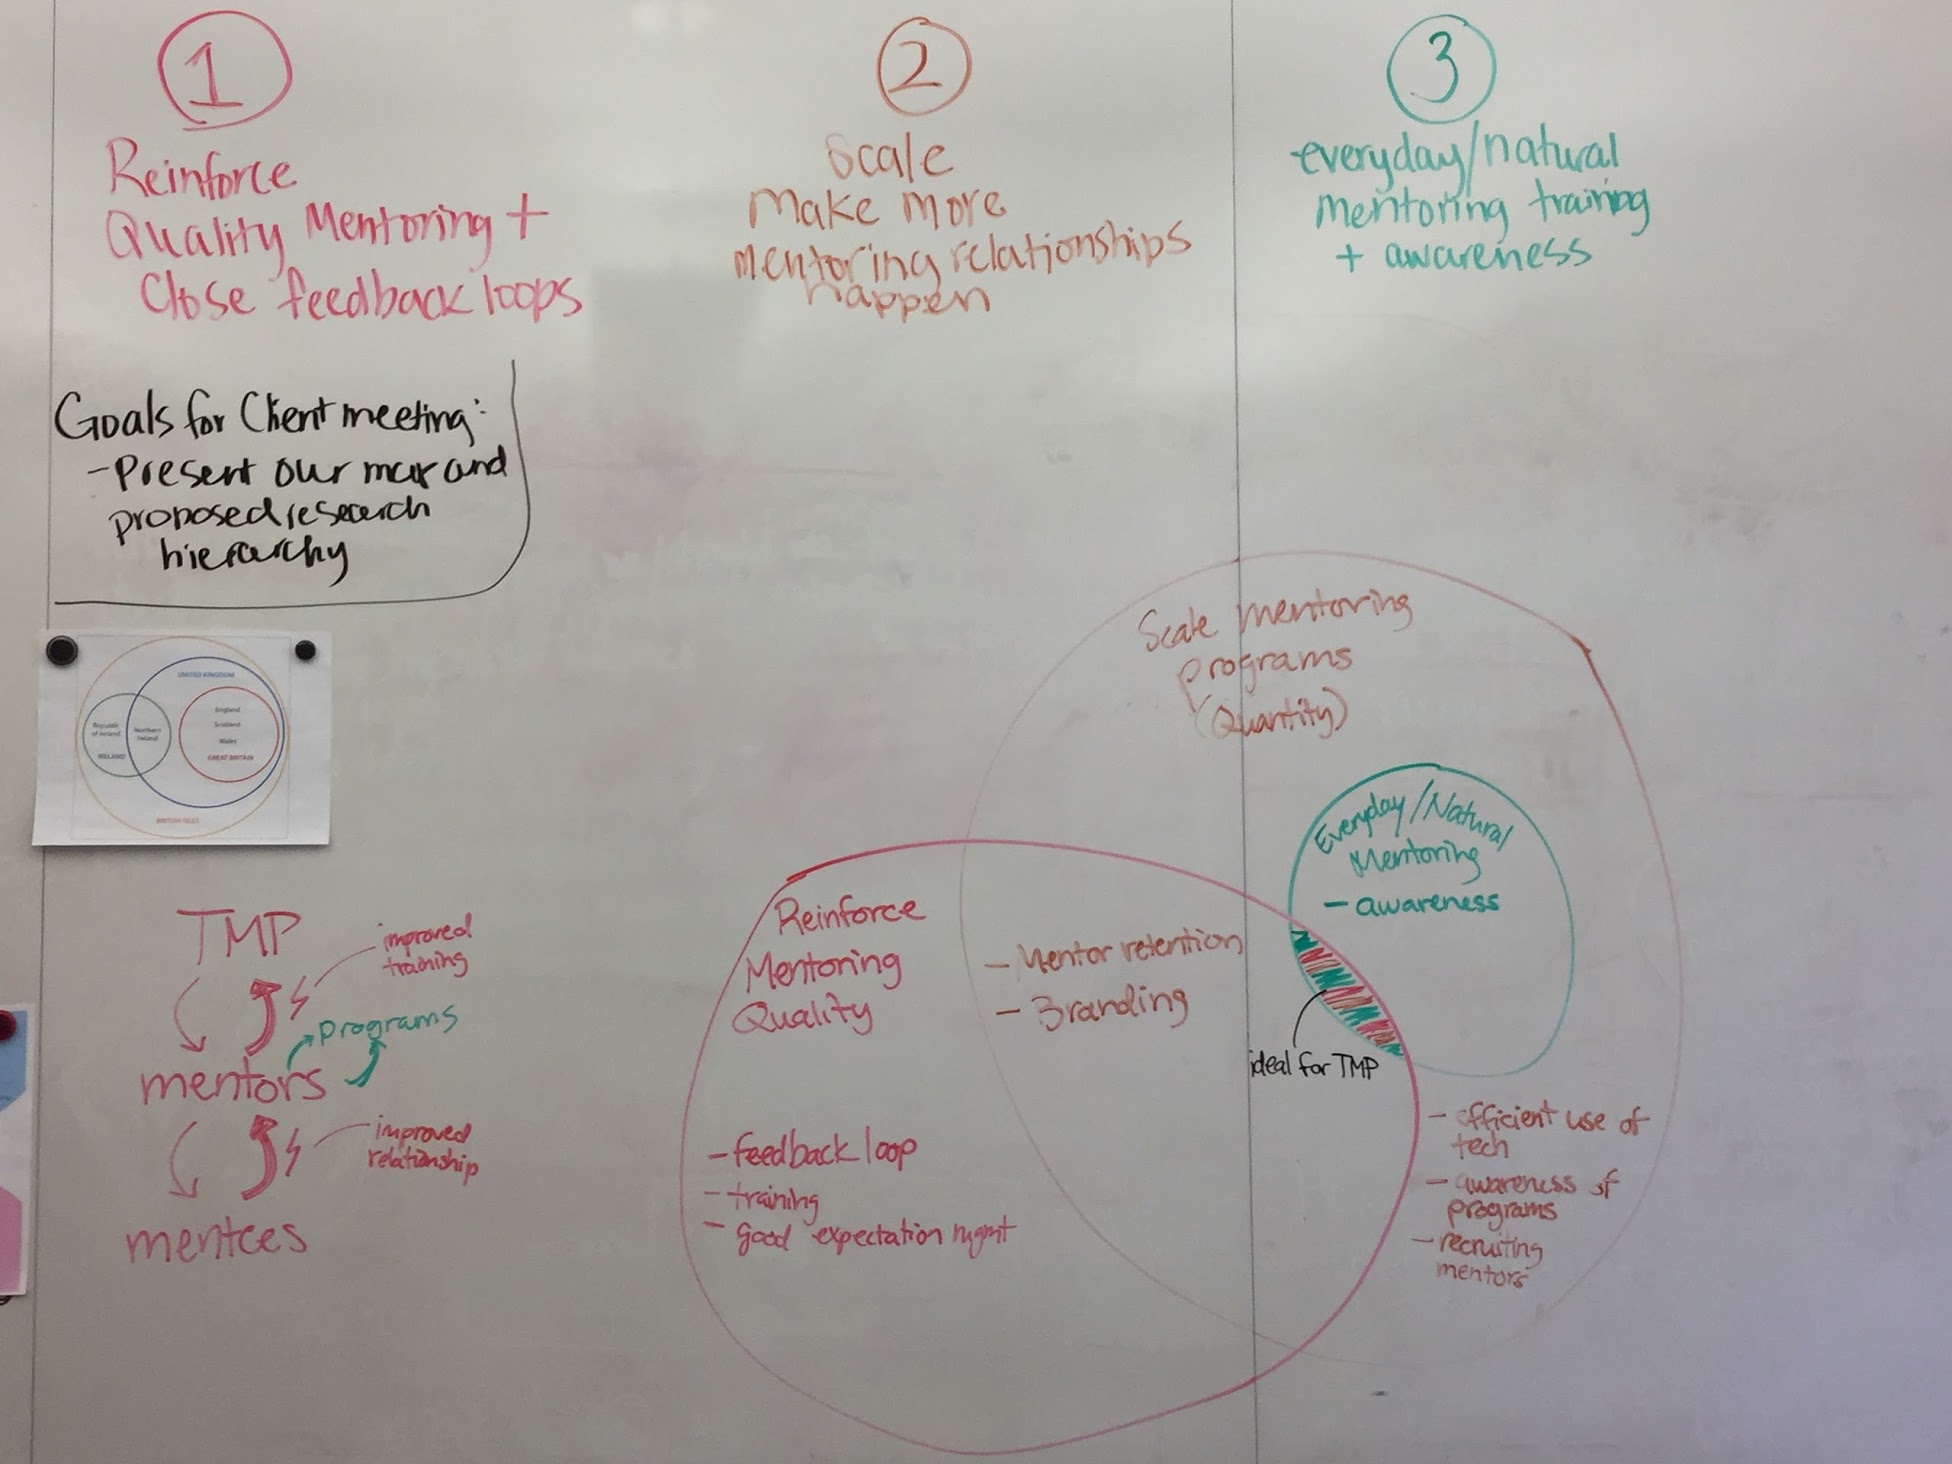 1
Reinforce
Quality Mentoring +
Close feedback loops
2
Scale
Make more
mentoring relationships
happen
3
everyday/natural
mentoring training
+ awareness
Goals for Client meeting:
- Present our map and
proposed research
hierarchy
UNITED KINGDOM
England
Scotland
Wales
GREAT BRITAIN
Republic
of Ireland
Northern
Ireland
IRELAND
BRITISH ISLES
TMP
improved
training
programs
mentors
improved
relationship
mentees
Scale mentoring
programs
(Quantity)
Everyday/Natural
Mentoring
- awareness
Reinforce
Mentoring
Quality
- Mentor retention
- Branding
ideal for TMP
- feedback loop
- training
- good expectation mgmt
- efficient use of
tech
- awareness of
programs
- recruiting
mentors